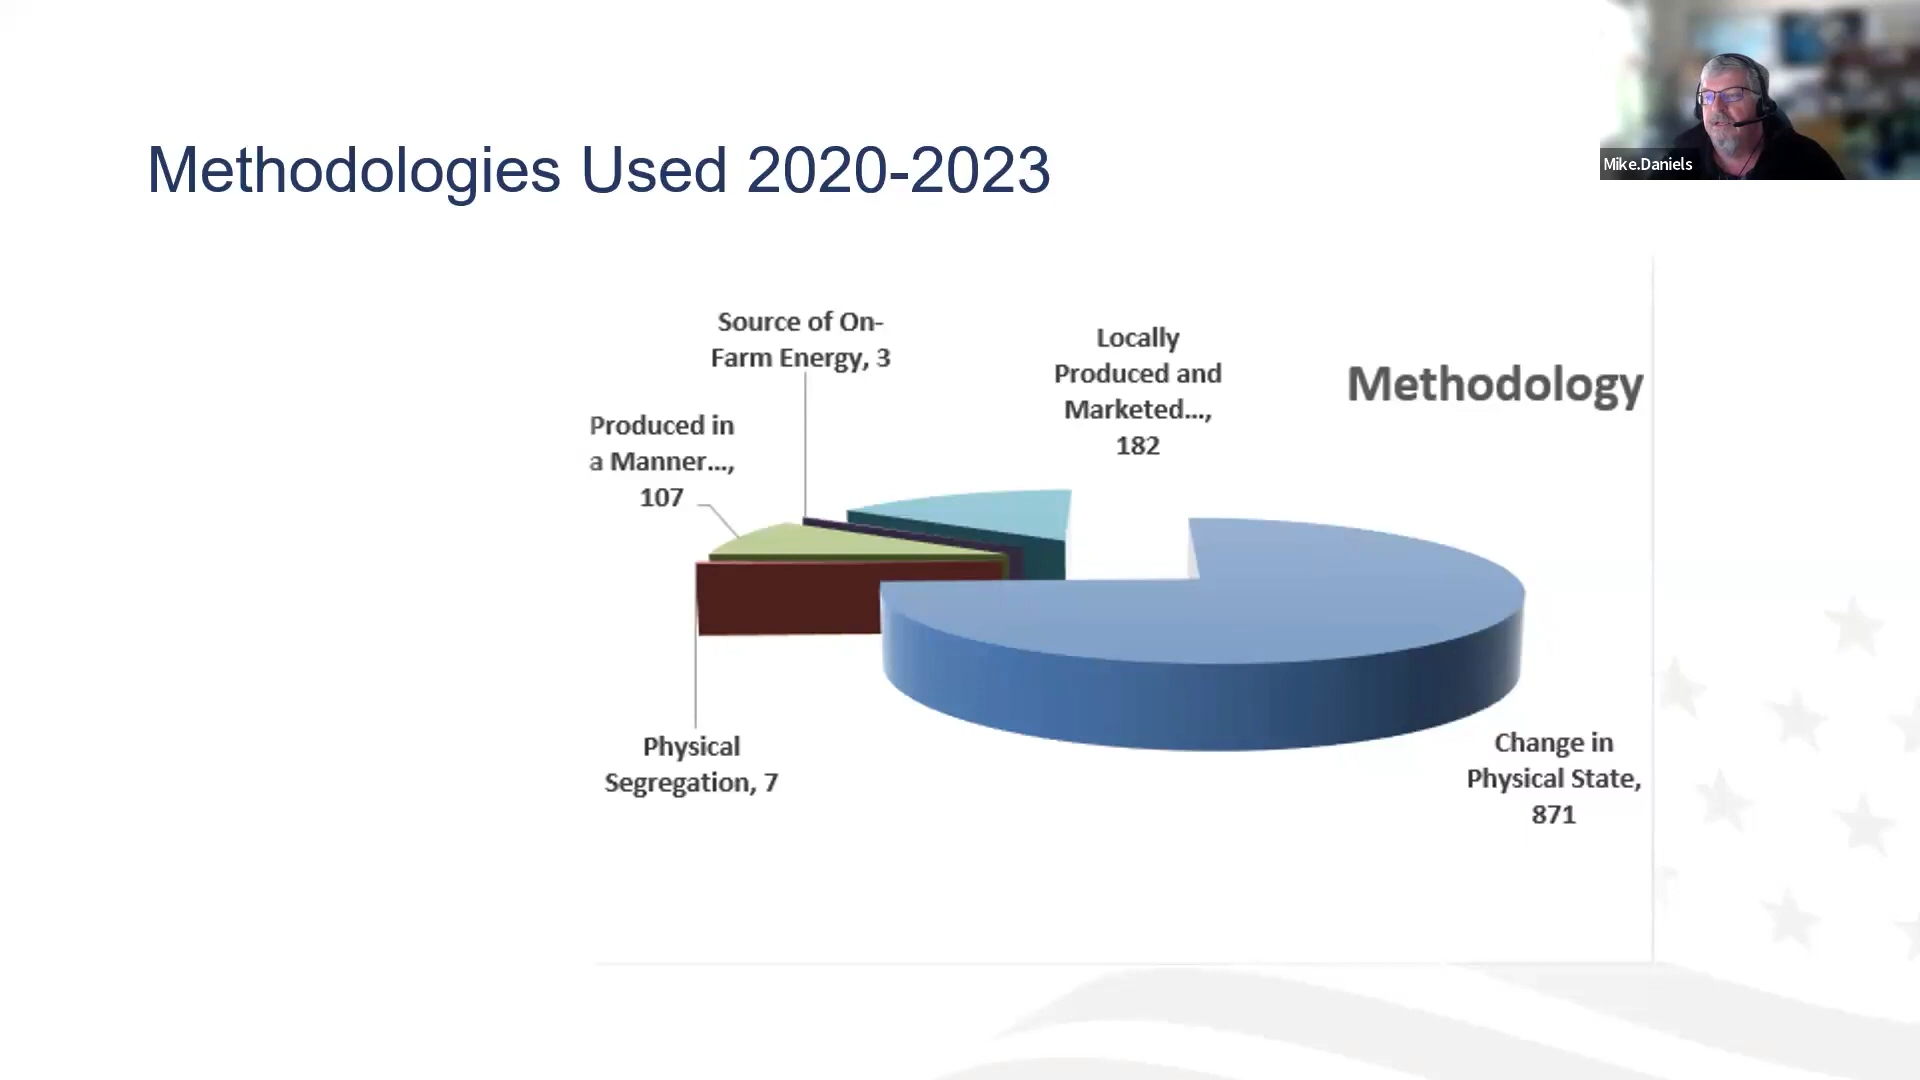 Mike.Daniels
Methodologies Used 2020-2023
Source of On-
Farm Energy, 3
Locally
Produced and
Marketed...,
182
Methodology
Produced in
a Manner...,
107
Physical
Segregation, 7
Change in
Physical State,
871